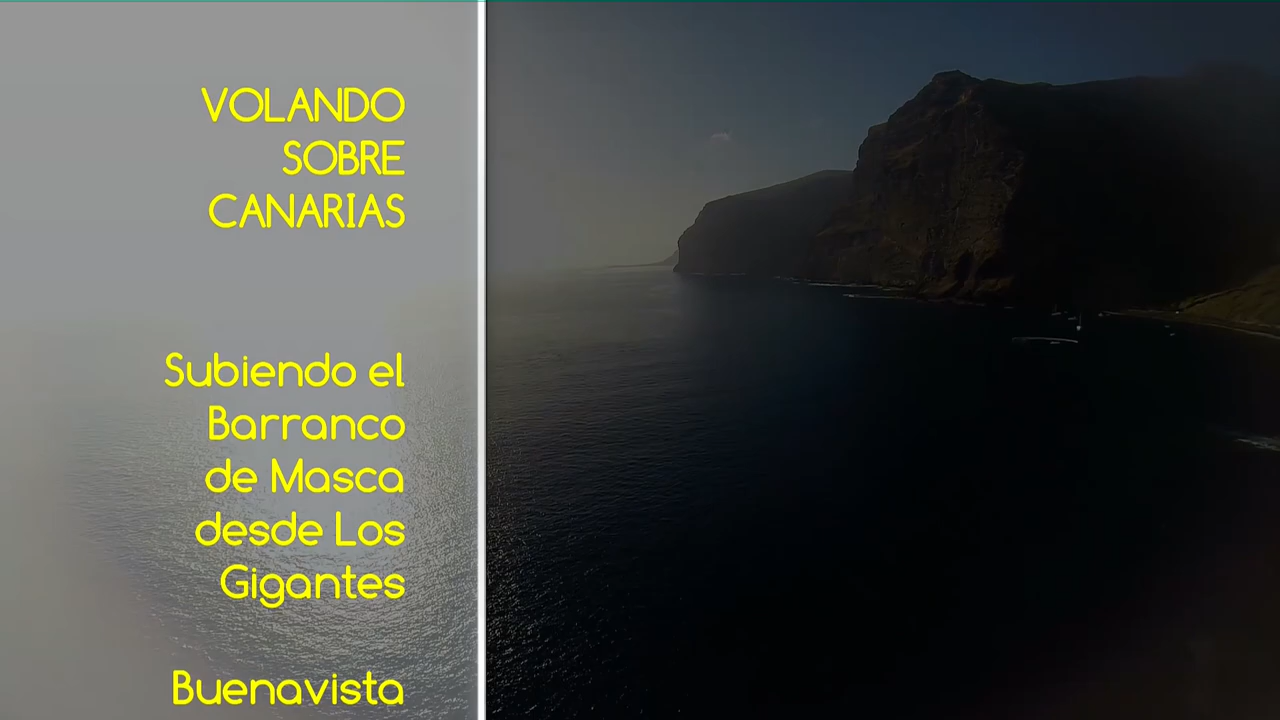 VOLANDO
SOBRE
CANARIAS
Subiendo el
Barranco
de Masca
desde Los
Gigantes
Buenavista